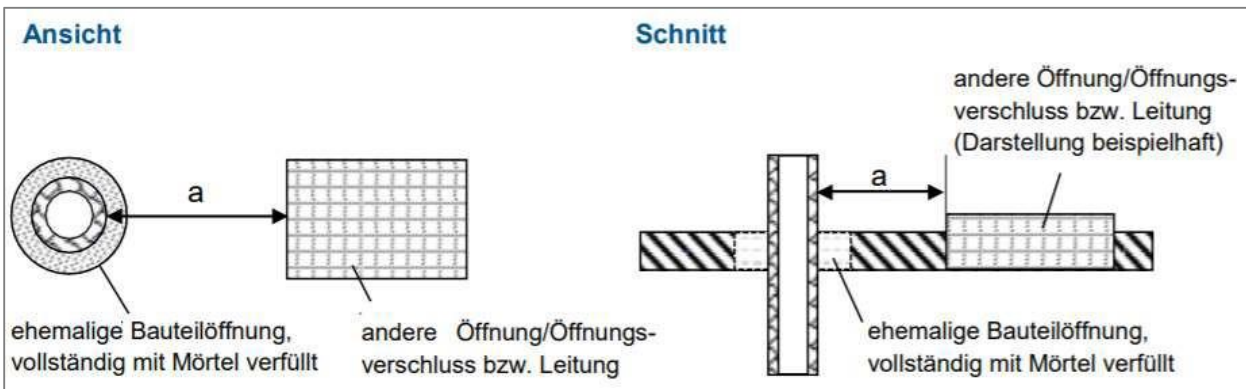 Ansicht
a
ehemalige Bauteilöffnung,
vollständig mit Mörtel verfüllt
andere Öffnung/Öffnungs-
verschluss bzw. Leitung
Schnitt
andere Öffnung/Öffnungs-
verschluss bzw. Leitung
(Darstellung beispielhaft)
a
ehemalige Bauteilöffnung,
vollständig mit Mörtel verfüllt